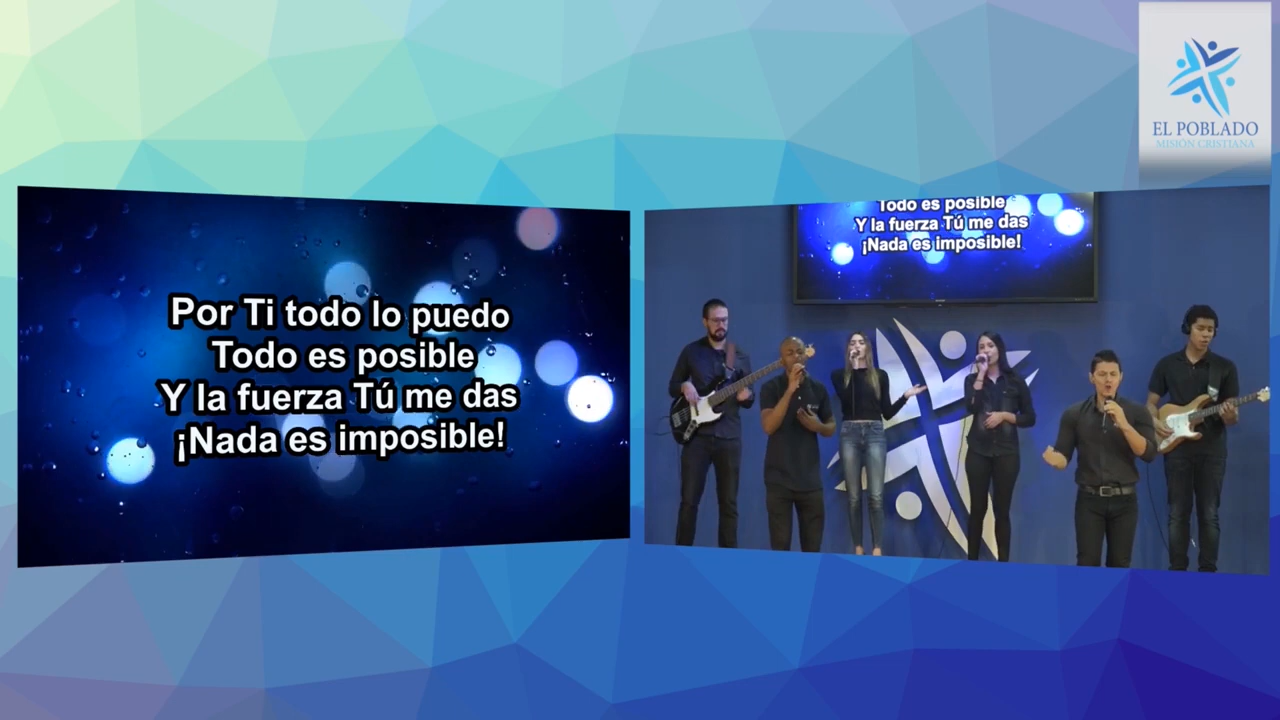 EL POBLADO
MISIÓN CRISTIANA
Por Ti todo lo puedo
Todo es posible
Y la fuerza Tú me das
¡Nada es imposible!
Todo es posible
Y la fuerza Tú me das
¡Nada es imposible!